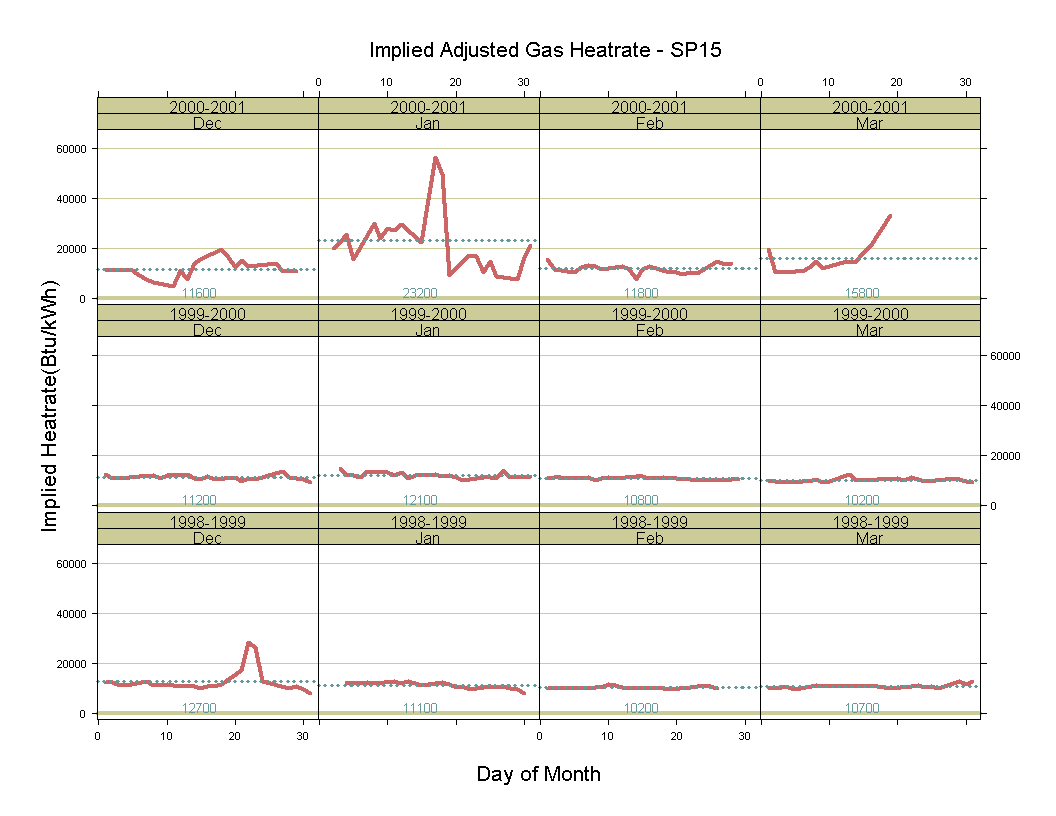 Implied Adjusted Gas Heatrate - SP15
0 10 20 30 0 10 20 30
2000-2001 2000-2001 2000-2001 2000-2001
Dec Jan Feb Mar
60000
40000
20000
0
11600 23200 11800 15800
1999-2000 1999-2000 1999-2000 1999-2000
Dec Jan Feb Mar
60000
40000
20000
0
11200 12100 10800 10200
1998-1999 1998-1999 1998-1999 1998-1999
Dec Jan Feb Mar
60000
40000
20000
0
12700 11100 10200 10700
0 10 20 30 0 10 20 30
Implied Heatrate(Btu/kWh)
Day of Month